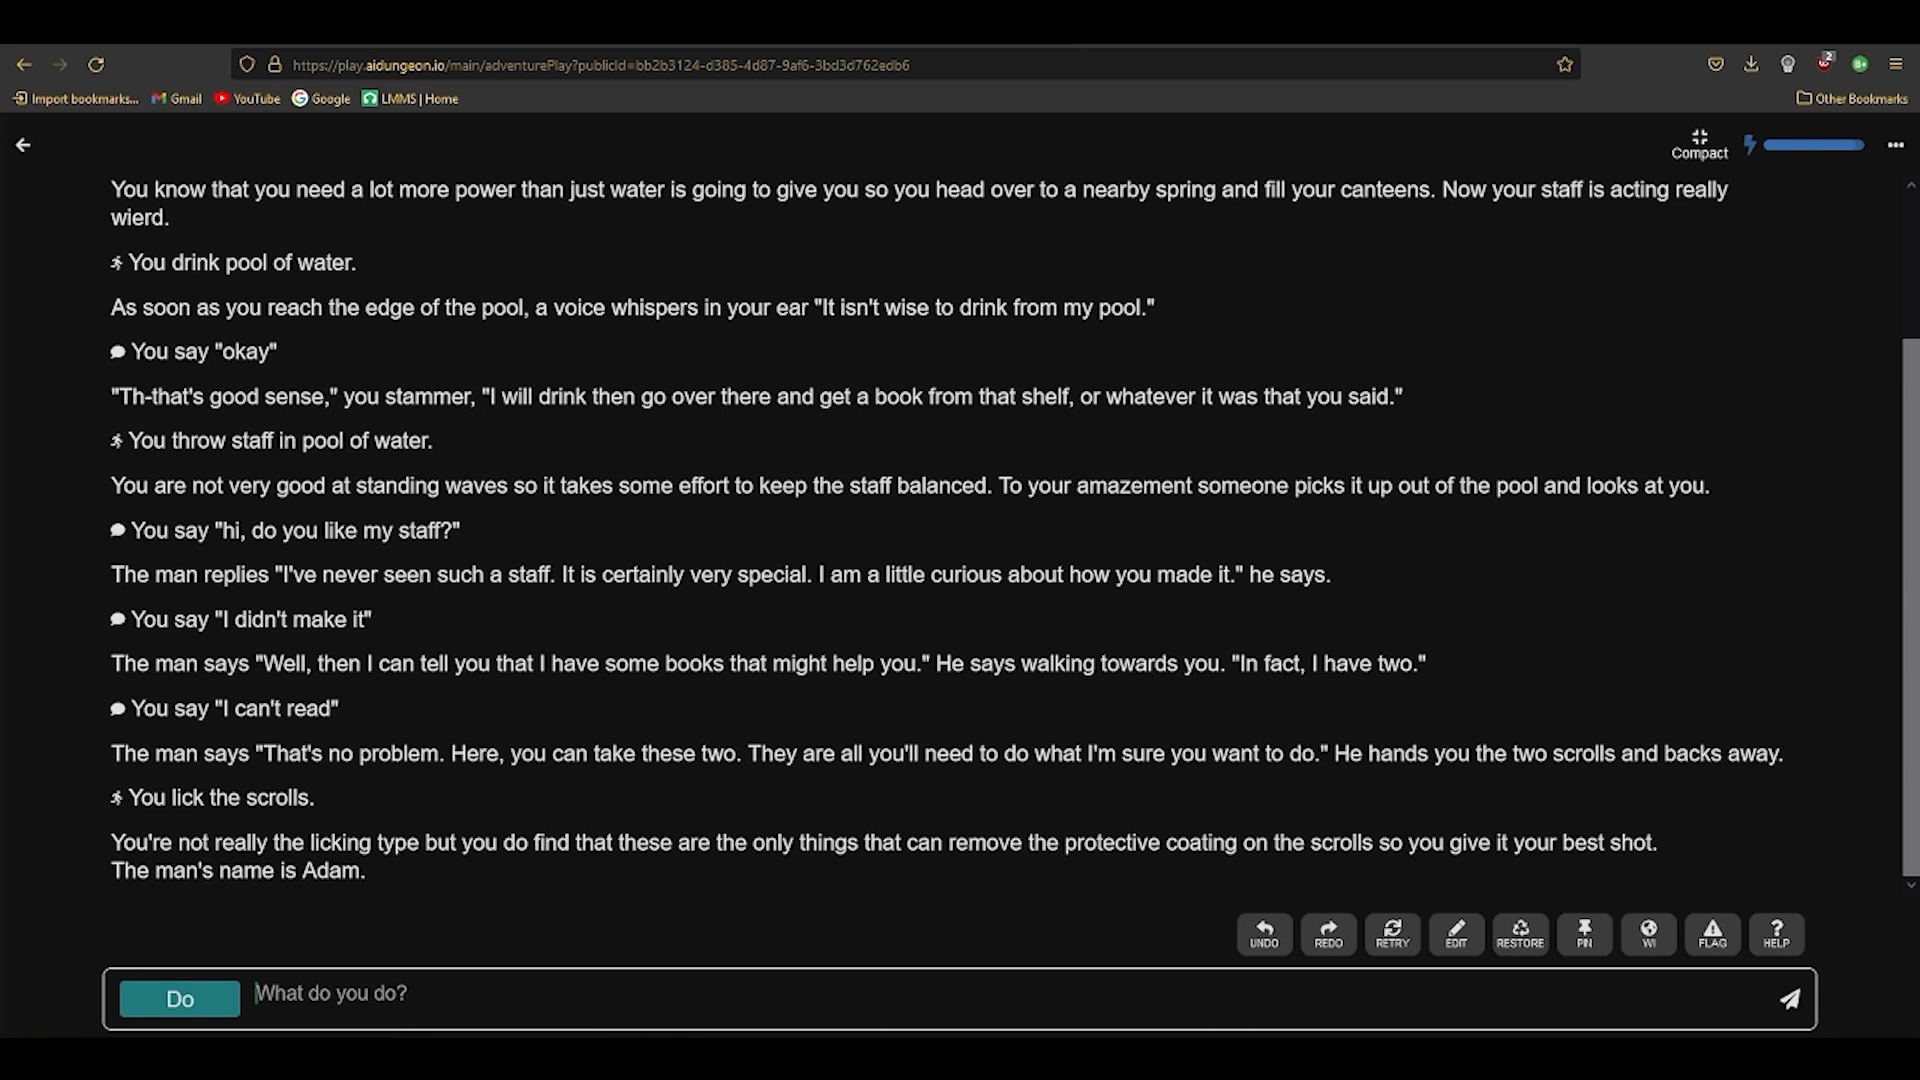 https://play.aidungeon.io/main/adventurePlay?publicId=bb2b3124-d385-4d87-9af6-3bd3d762edb6
2
B+
Import bookmarks...
Gmail
YouTube
Google
LMMS | Home
Other Bookmarks
Compact
You know that you need a lot more power than just water is going to give you so you head over to a nearby spring and fill your canteens. Now your staff is acting really
wierd.
You drink pool of water.
As soon as you reach the edge of the pool, a voice whispers in your ear "It isn't wise to drink from my pool."
You say "okay"
"Th-that's good sense," you stammer, "I will drink then go over there and get a book from that shelf, or whatever it was that you said."
You throw staff in pool of water.
You are not very good at standing waves so it takes some effort to keep the staff balanced. To your amazement someone picks it up out of the pool and looks at you.
You say "hi, do you like my staff?"
The man replies "I've never seen such a staff. It is certainly very special. I am a little curious about how you made it." he says.
You say "I didn't make it"
The man says "Well, then I can tell you that I have some books that might help you." He says walking towards you. "In fact, I have two."
You say "I can't read"
The man says "That's no problem. Here, you can take these two. They are all you'll need to do what I'm sure you want to do." He hands you the two scrolls and backs away.
You lick the scrolls.
You're not really the licking type but you do find that these are the only things that can remove the protective coating on the scrolls so you give it your best shot.
The man's name is Adam.
UNDO
REDO
RETRY
EDIT
RESTORE
PIN
WI
FLAG
HELP
Do
What do you do?